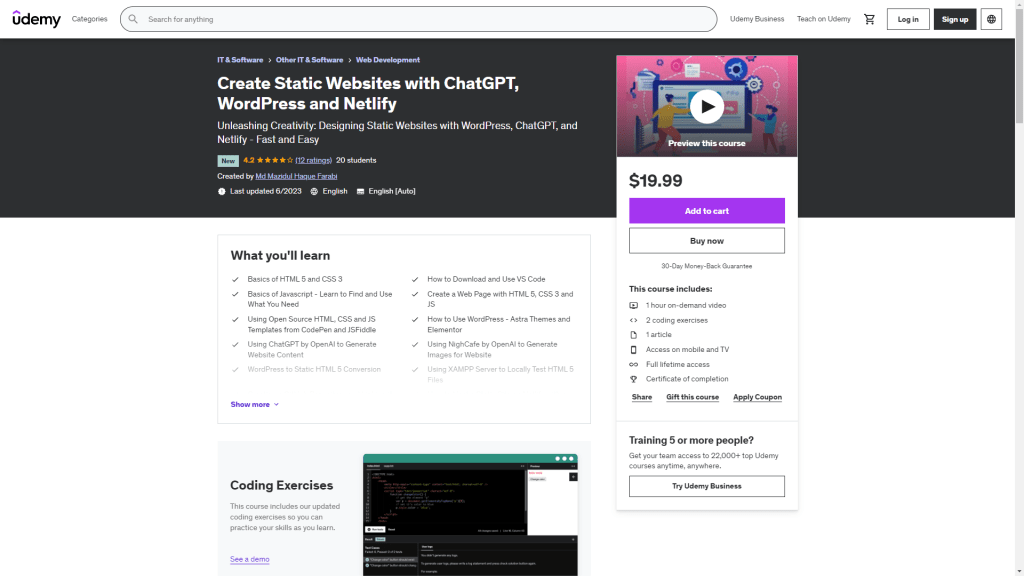 udemy
Categories
Search for anything
Udemy Business
Teach on Udemy
Log in
Sign up
IT & Software > Other IT & Software > Web Development
Create Static Websites with ChatGPT,
WordPress and Netlify
Unleashing Creativity: Designing Static Websites with WordPress, ChatGPT, and
Netlify - Fast and Easy
New 4.2 (12 ratings) 20 students
Created by Md Mazidul Haque Farabi
Last updated 6/2023 English English [Auto]
Preview this course
$19.99
Add to cart
Buy now
30-Day Money-Back Guarantee
This course includes:
1 hour on-demand video
2 coding exercises
1 article
Access on mobile and TV
Full lifetime access
Certificate of completion
Share Gift this course Apply Coupon
Training 5 or more people?
Get your team access to 22,000+ top Udemy
courses anytime, anywhere.
Try Udemy Business
What you'll learn
Basics of HTML 5 and CSS 3
Basics of Javascript - Learn to Find and Use
What You Need
Using Open Source HTML, CSS and JS
Templates from CodePen and JSFiddle
Using ChatGPT by OpenAI to Generate
Website Content
WordPress to Static HTML 5 Conversion
How to Download and Use VS Code
Create a Web Page with HTML 5, CSS 3 and
JS
How to Use WordPress - Astra Themes and
Elementor
Using NighCafe by OpenAI to Generate
Images for Website
Using XAMPP Server to Locally Test HTML 5
Files
Show more
Coding Exercises
This course includes our updated
coding exercises so you can
practice your skills as you learn.
See a demo